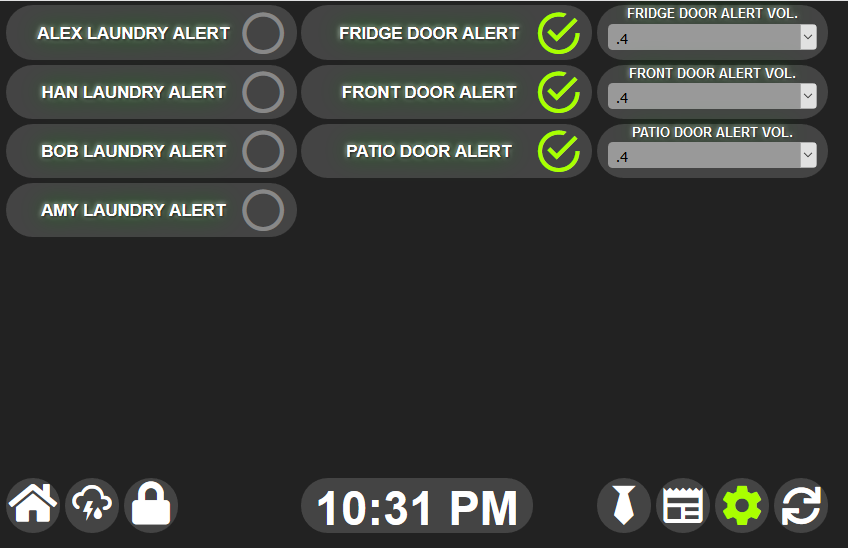 ALEX LAUNDRY ALERT
FRIDGE DOOR ALERT
FRIDGE DOOR ALERT VOL.
.4
HAN LAUNDRY ALERT
FRONT DOOR ALERT
FRONT DOOR ALERT VOL.
.4
BOB LAUNDRY ALERT
PATIO DOOR ALERT
PATIO DOOR ALERT VOL.
.4
AMY LAUNDRY ALERT
10:31 PM